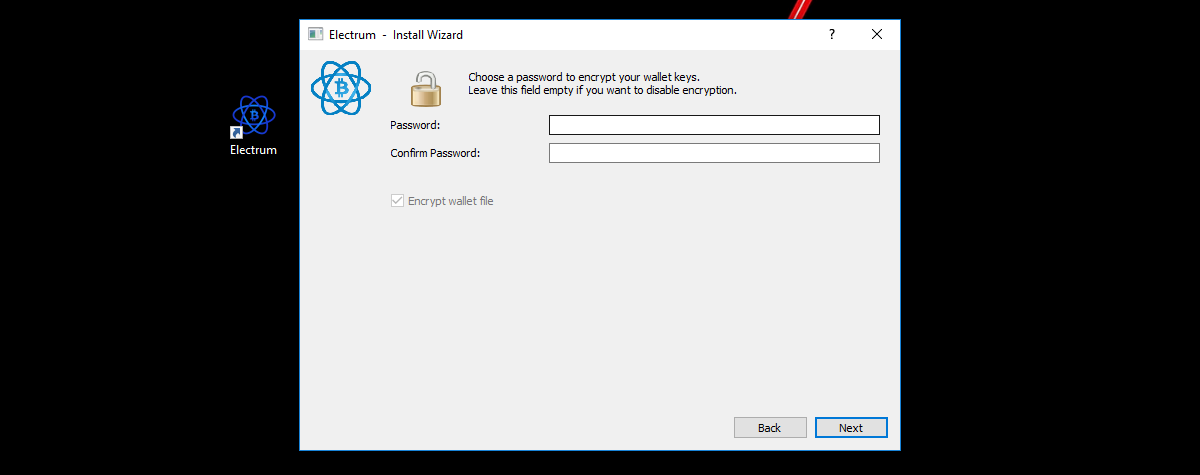 Electrum - Install Wizard
?
Choose a password to encrypt your wallet keys.
Leave this field empty if you want to disable encryption.
Password:
Confirm Password:
Encrypt wallet file
Back
Next
Electrum